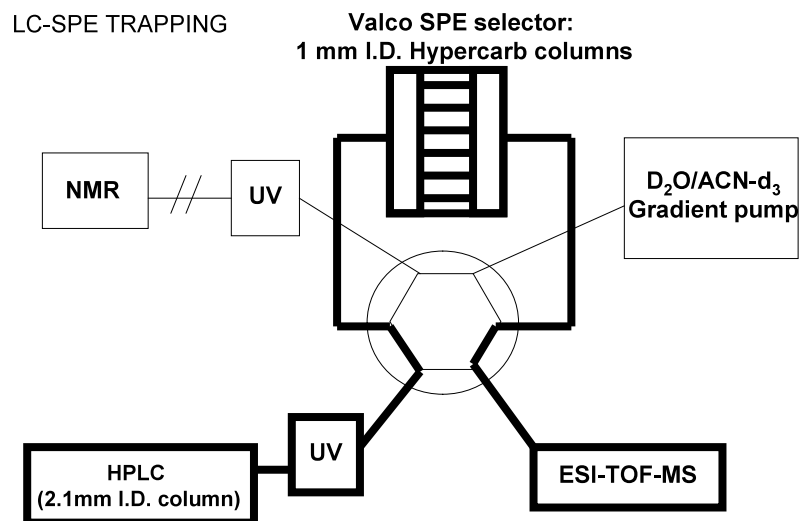 LC-SPE TRAPPING
Valco SPE selector:
1 mm I.D. Hypercarb columns
NMR
UV
D₂O/ACN-d₃
Gradient pump
UV
HPLC
(2.1mm I.D. column)
ESI-TOF-MS